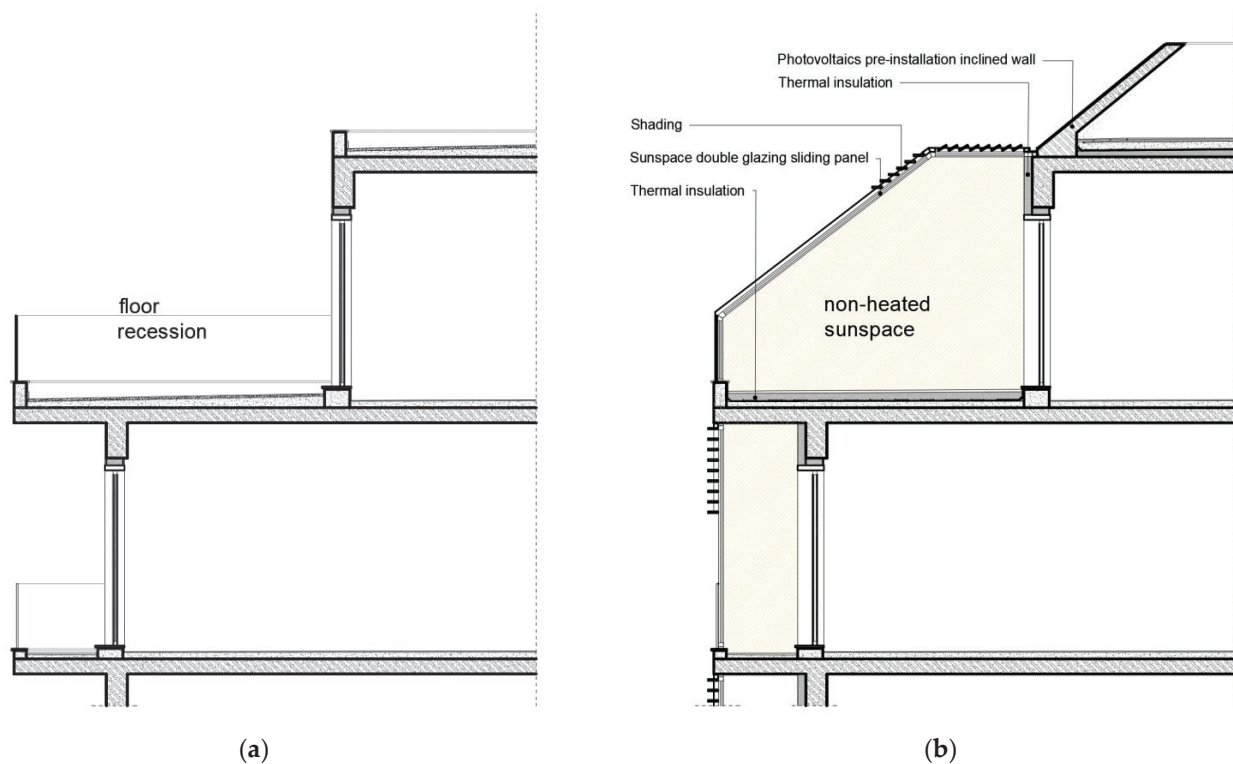 floor
recession
(a)
Photovoltaics pre-installation inclined wall
Thermal insulation
Shading
Sunspace double glazing sliding panel
Thermal insulation
non-heated
sunspace
(b)